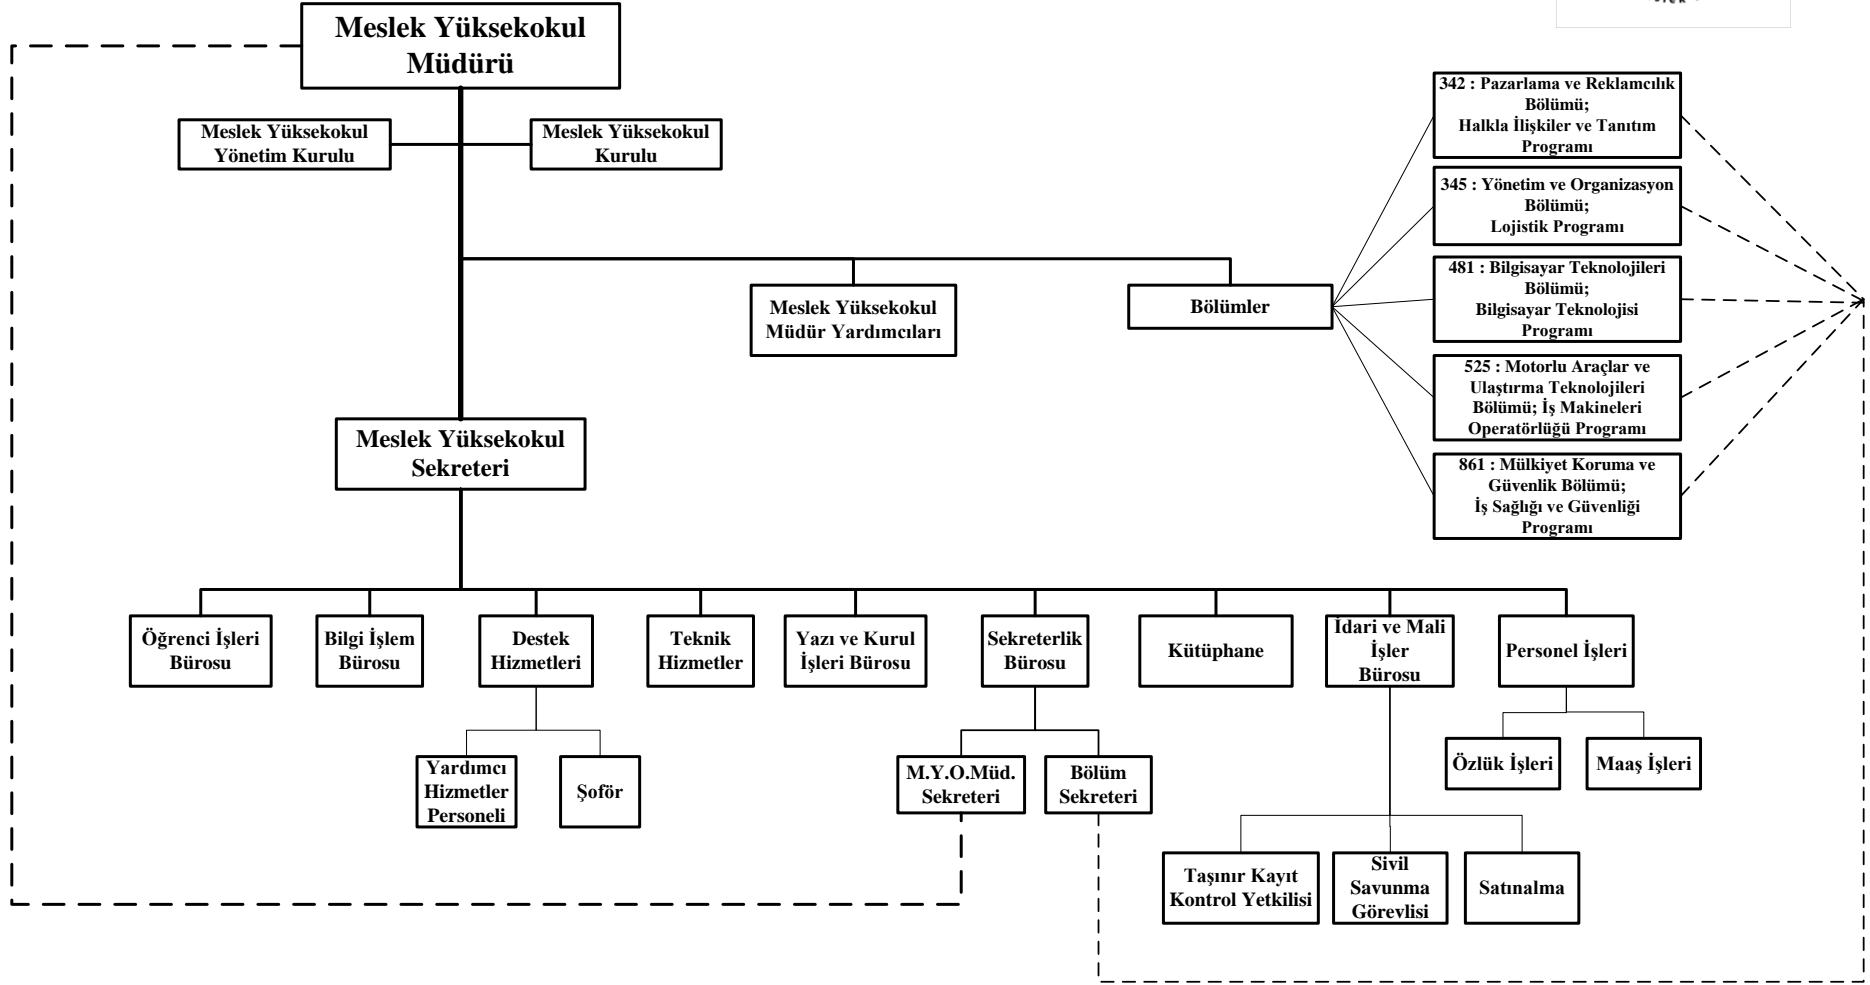 Meslek Yüksekokul
Müdürü
Meslek Yüksekokul
Yönetim Kurulu
Meslek Yüksekokul
Kurulu
342 : Pazarlama ve Reklamcılık
Bölümü;
Halkla İlişkiler ve Tanıtım
Programı
345 : Yönetim ve Organizasyon
Bölümü;
Lojistik Programı
481 : Bilgisayar Teknolojileri
Bölümü;
Bilgisayar Teknolojisi
Programı
525 : Motorlu Araçlar ve
Ulaştırma Teknolojileri
Bölümü; İş Makineleri
Operatörlüğü Programı
861 : Mülkiyet Koruma ve
Güvenlik Bölümü;
İş Sağlığı ve Güvenliği
Programı
Meslek Yüksekokul
Müdür Yardımcıları
Bölümler
Meslek Yüksekokul
Sekreteri
Öğrenci İşleri
Bürosu
Bilgi İşlem
Bürosu
Destek
Hizmetleri
Teknik
Hizmetler
Yazı ve Kurul
İşleri Bürosu
Sekreterlik
Bürosu
Kütüphane
İdari ve Mali
İşler
Bürosu
Personel İşleri
Yardımcı
Hizmetler
Personeli
Şoför
M.Y.O.Müd.
Sekreteri
Bölüm
Sekreteri
Özlük İşleri
Maaş İşleri
Taşınır Kayıt
Kontrol Yetkilisi
Sivil
Savunma
Görevlisi
Satınalma